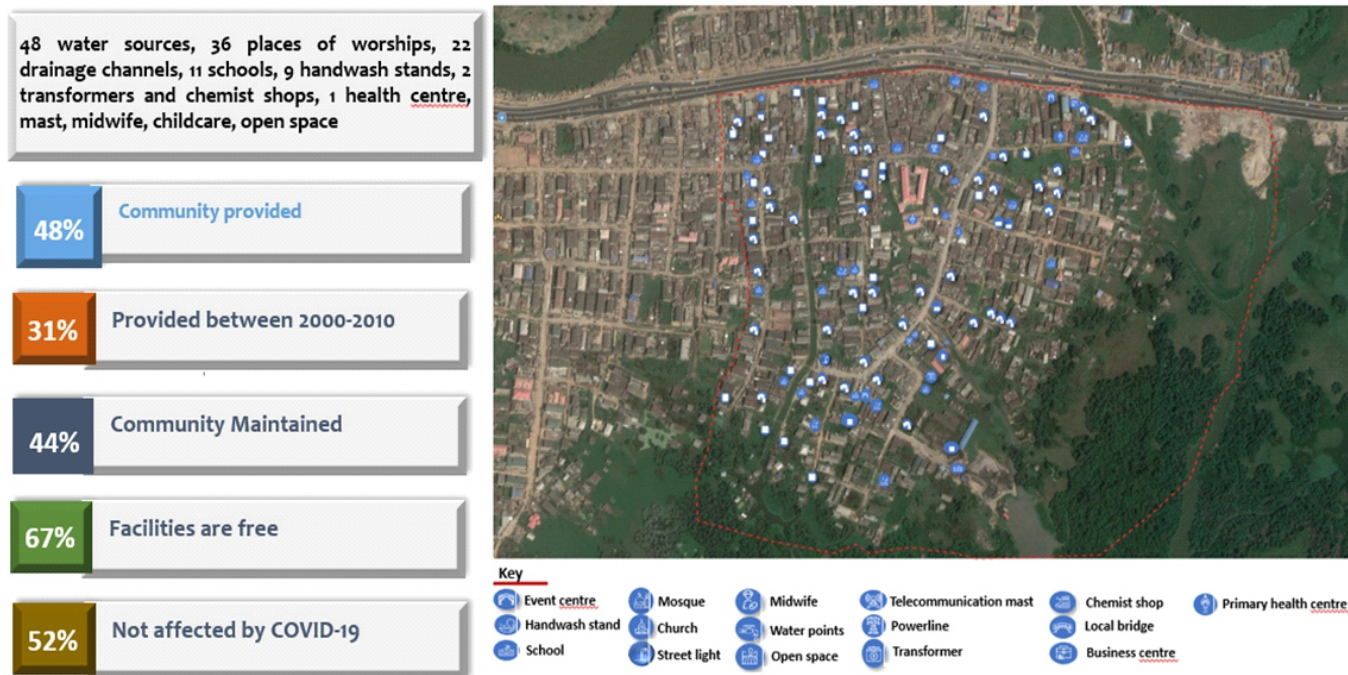 48 water sources, 36 places of worships, 22
drainage channels, 11 schools, 9 handwash stands, 2
transformers and chemist shops, 1 health centre,
mast, midwife, childcare, open space
48%
Community provided
31%
Provided between 2000-2010
44%
Community Maintained
67%
Facilities are free
52%
Not affected by COVID-19
Key
Event centre
Mosque
Midwife
Telecommunication mast
Chemist shop
Primary health centre
Handwash stand
Church
Water points
Powerline
Local bridge
School
Street light
Open space
Transformer
Business centre